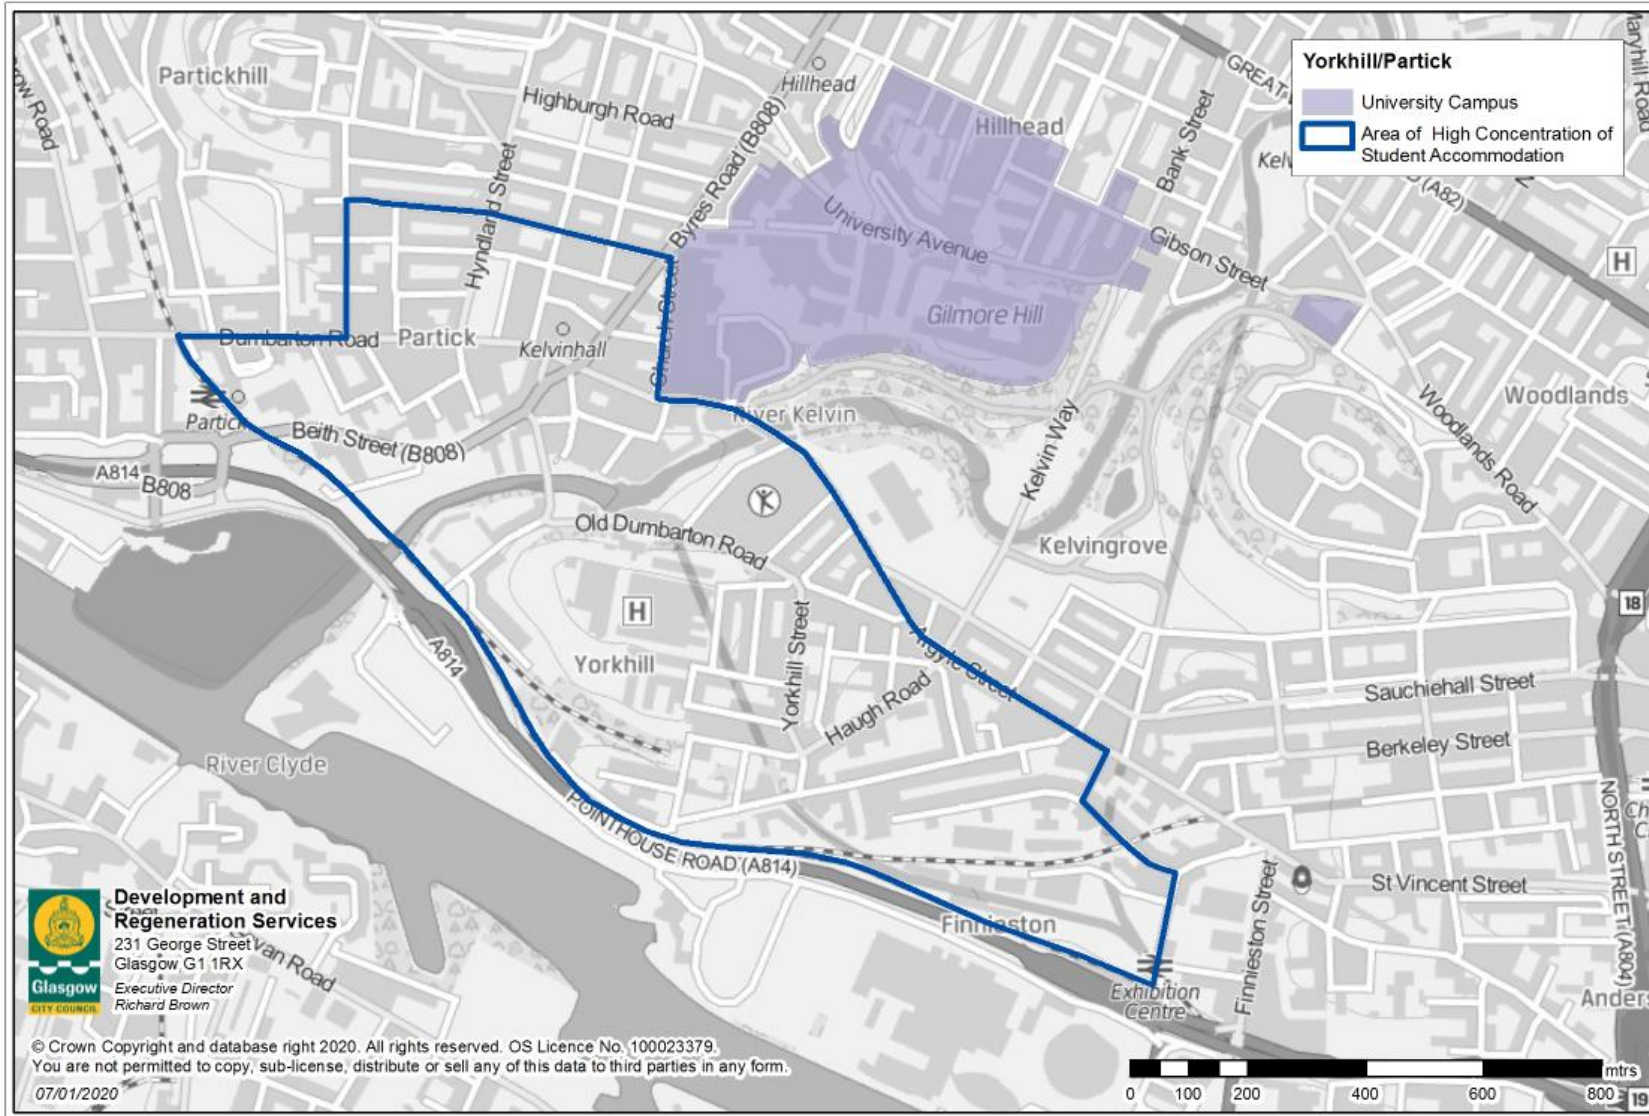 Yorkhill/Partick
University Campus
Area of High Concentration of
Student Accommodation
Partickhill
Highburgh Road
Hillhead
Hillhead
Bank Street
Hyndland Street
Byres Road (B808)
University Avenue
Gibson Street
(A82)
H
Gilmore Hill
Church Street
Dumbarton Road
Partick
Kelvinhall
Partick
Beith Street (B808)
River Kelvin
Kelvin Way
Woodlands
Woodlands Road
A814
B808
Old Dumbarton Road
Kelvingrove
H
18
Yorkhill
A814
Yorkhill Street
Haugh Road
Argyle Street
Sauchiehall Street
Berkeley Street
River Clyde
POINTHOUSE ROAD (A814)
NORTH STREET (A804)
St Vincent Street
Finnieston
Finnieston Street
Exhibition
Centre
Glasgow
CITY COUNCIL
Development and
Regeneration Services
231 George Street
Glasgow G1 1RX
Executive Director
Richard Brown
© Crown Copyright and database right 2020. All rights reserved. OS Licence No. 100023379.
You are not permitted to copy, sub-license, distribute or sell any of this data to third parties in any form.
07/01/2020
0 100 200 400 600 800 mtrs
19